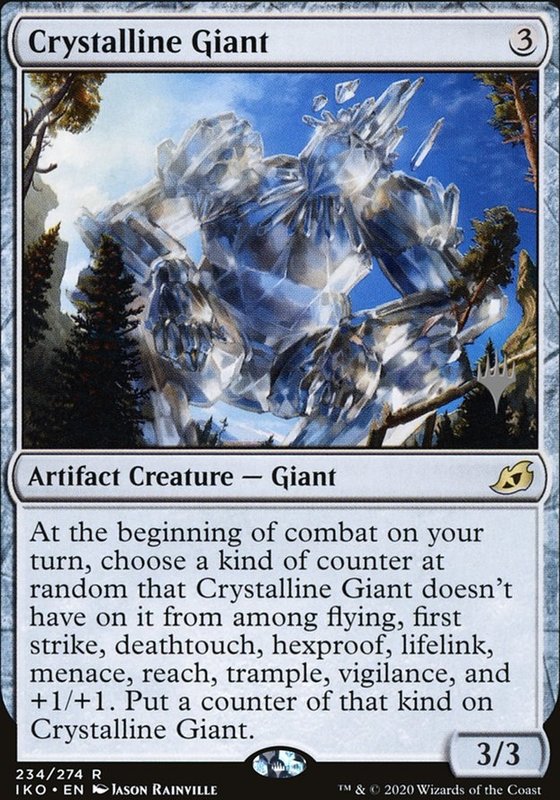 Crystalline Giant 3
Artifact Creature — Giant
At the beginning of combat on your
turn, choose a kind of counter at
random that Crystalline Giant doesn't
have on it from among flying, first
strike, deathtouch, hexproof, lifelink,
menace, reach, trample, vigilance, and
+1/+1. Put a counter of that kind on
Crystalline Giant.
3/3
234/274 R
IKO • EN Jason Rainville
™ & © 2020 Wizards of the Coast